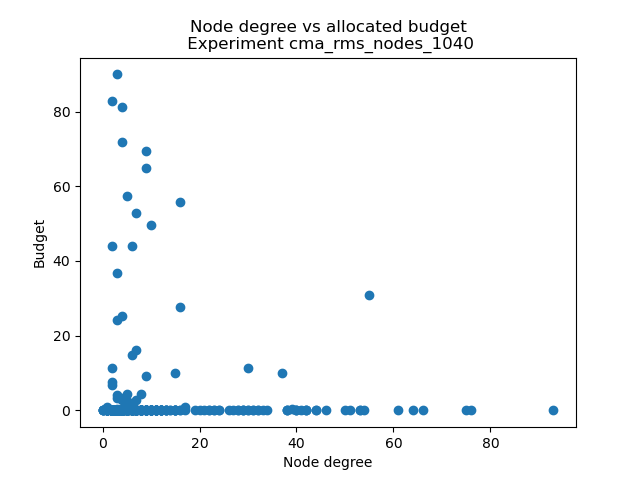 Node degree vs allocated budget
Experiment cma_rms_nodes_1040
80
60
40
20
0
Budget
0 20 40 60 80
Node degree